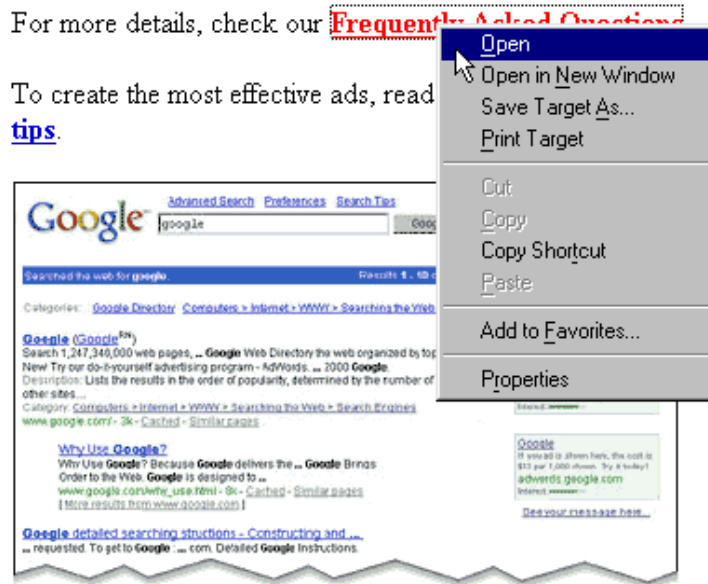 For more details, check our Frequently Asked Questions
To create the most effective ads, read
tips.
Open
Open in New Window
Save Target As...
Print Target
Cut
Copy
Copy Shortcut
Paste
Add to Favorites...
Properties
Google
Advanced Search Preferences Search Tips
google
Goog
Searched the web for google. Results 1 - 10
Categories: Google Directory Computers > Internet > WWW > Searching the Web
Google (Google
Search 1,247,340,000 web pages, ... Google Web Directory the web organized by top
New Try our do-it-yourself advertising program - AdWords. ... 2000 Google.
Description: Lists the results in the order of popularity, determined by the number of
other sites...
Category: Computers > Internet > WWW > Searching the Web > Search Engines
www.google.com/ - 3k - Cached - Similar pages
Why Use Google?
Why Use Google? Because Google delivers the ... Google Brings
Order to the Web. Google is designed to ...
www.google.com/why_use.html - 8k - Cached - Similar pages
[ More results from www.google.com ]
Google detailed searching structions - Constructing and ...
... requested. To get to Google : ... com. Detailed Google Instructions.
Interest:
Google
If your ad is shown here, the cost is
$13 per 1,000 shown. Try it today!
adwords.google.com
Interest:
See your message here...